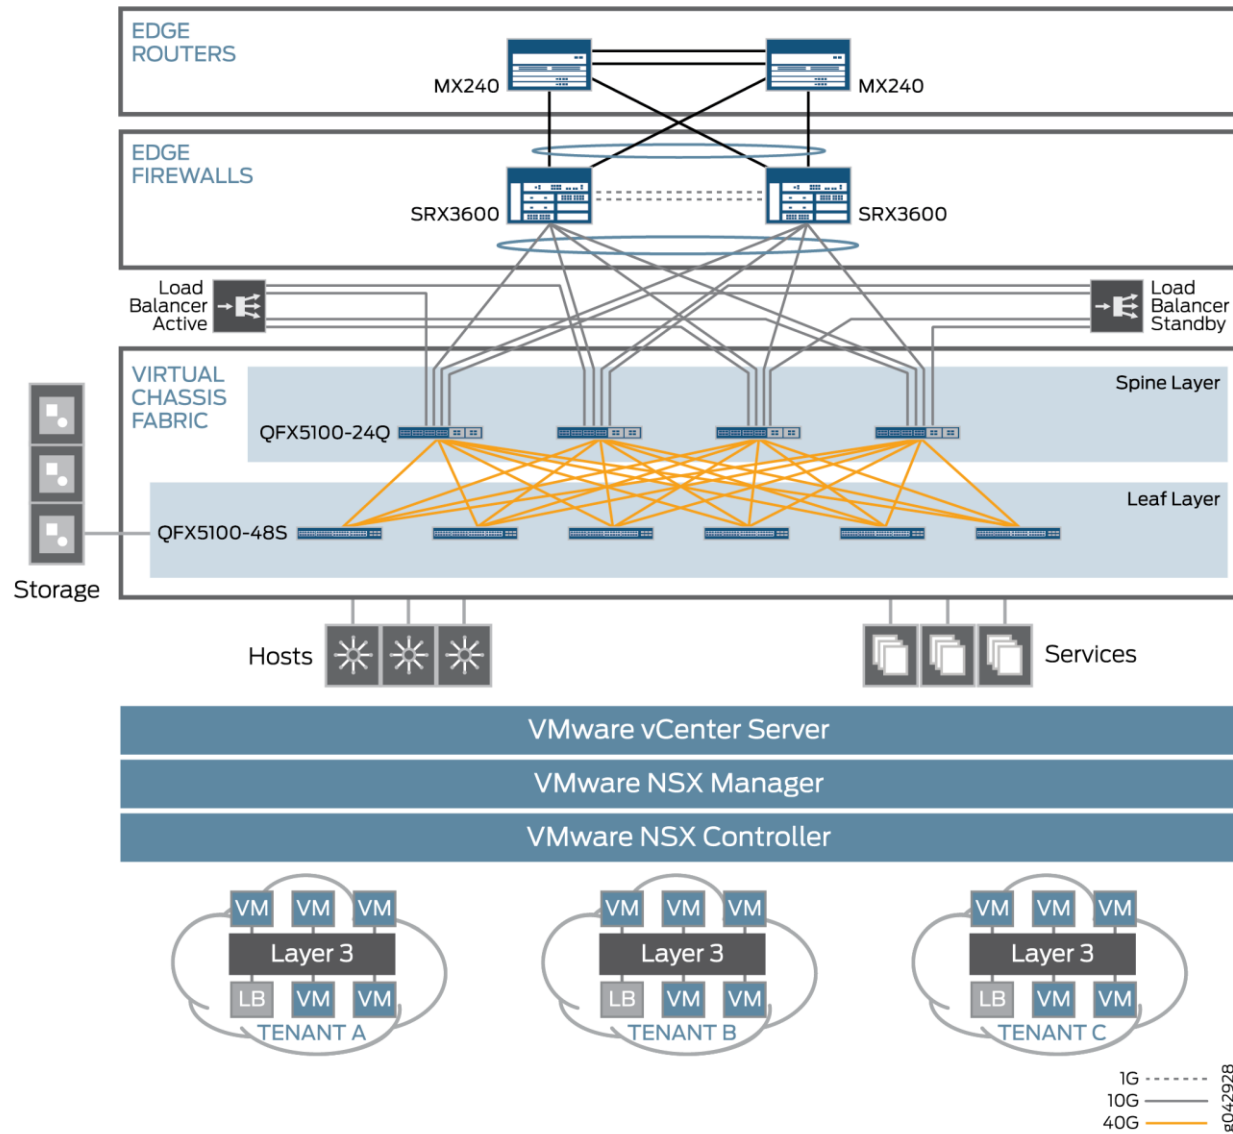 EDGE
ROUTERS
MX240
MX240
EDGE
FIREWALLS
SRX3600
SRX3600
Load
Balancer
Active
Load
Balancer
Standby
VIRTUAL
CHASSIS
FABRIC
Spine Layer
QFX5100-24Q
Leaf Layer
QFX5100-48S
Storage
Hosts
Services
VMware vCenter Server
VMware NSX Manager
VMware NSX Controller
VM VM VM
Layer 3
LB VM VM
TENANT A
VM VM VM
Layer 3
LB VM VM
TENANT B
VM VM VM
Layer 3
LB VM VM
TENANT C
1G
10G
40G
g042928